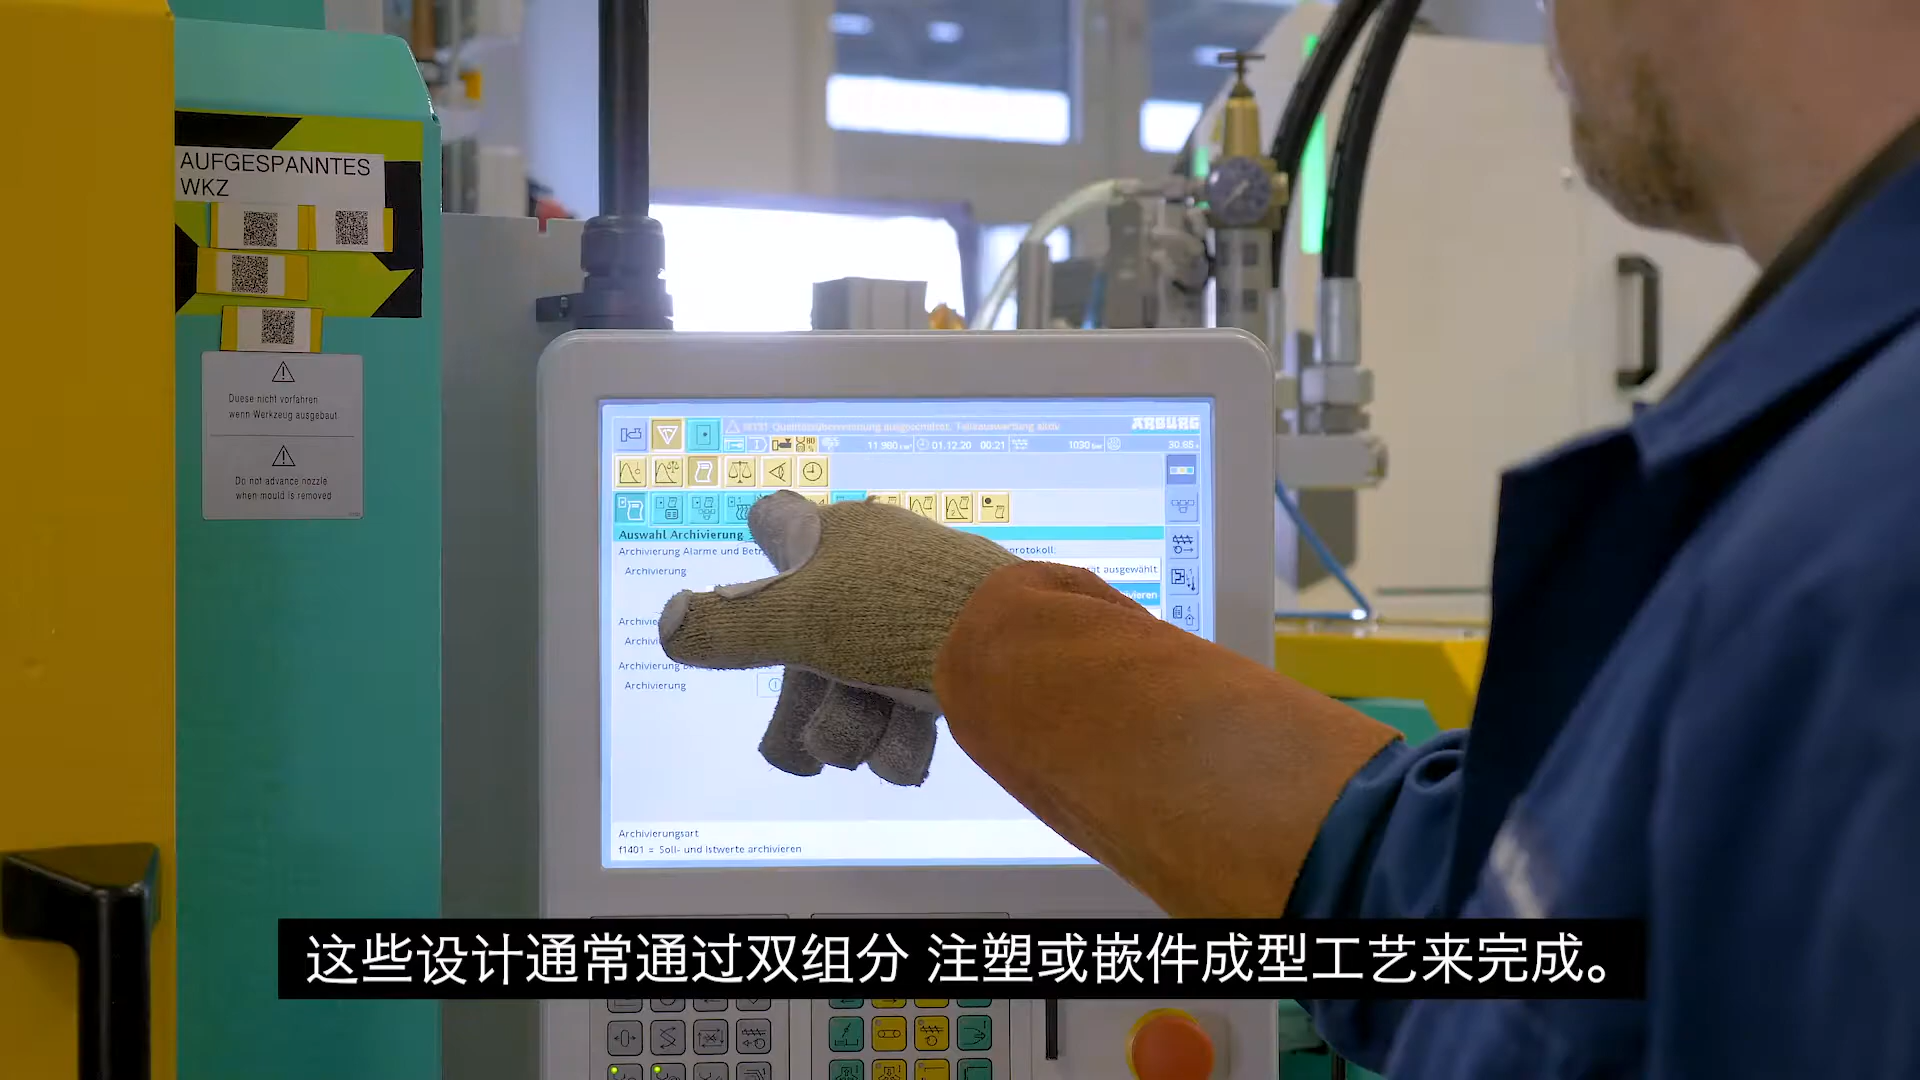 AUFGESPANNTES
WKZ
Duese nicht vorfahren
wenn Werkzeug ausgebaut
Do not advance nozzle
when mould is removed
ARBURG
01.12.20 00:21
1030
30.85
Auswahl Archivierung
Archivierung Alarme und
protokoll:
Archivierung
ausgewählt
Archivierung
Archivierung
Archivierungsart
f1401 = Soll- und Istwerte archivieren
这些设计通常通过双组分 注塑或嵌件成型工艺来完成。